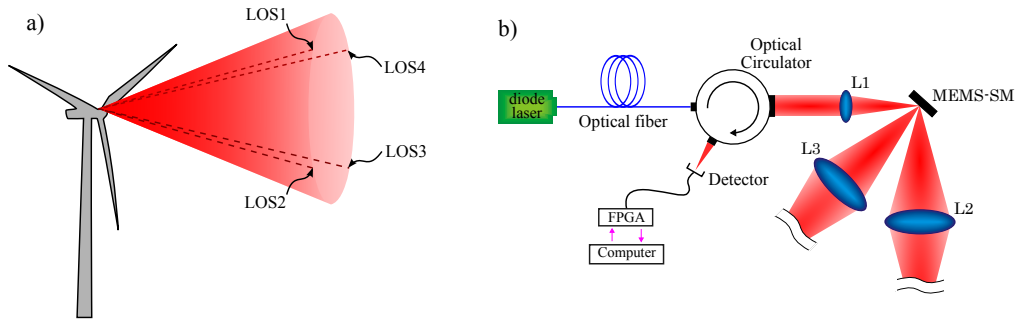 a)
LOS1
LOS4
LOS3
LOS2
b)
diode
laser
Optical fiber
Optical
Circulator
L1
MEMS-SM
L3
L2
Detector
FPGA
Computer